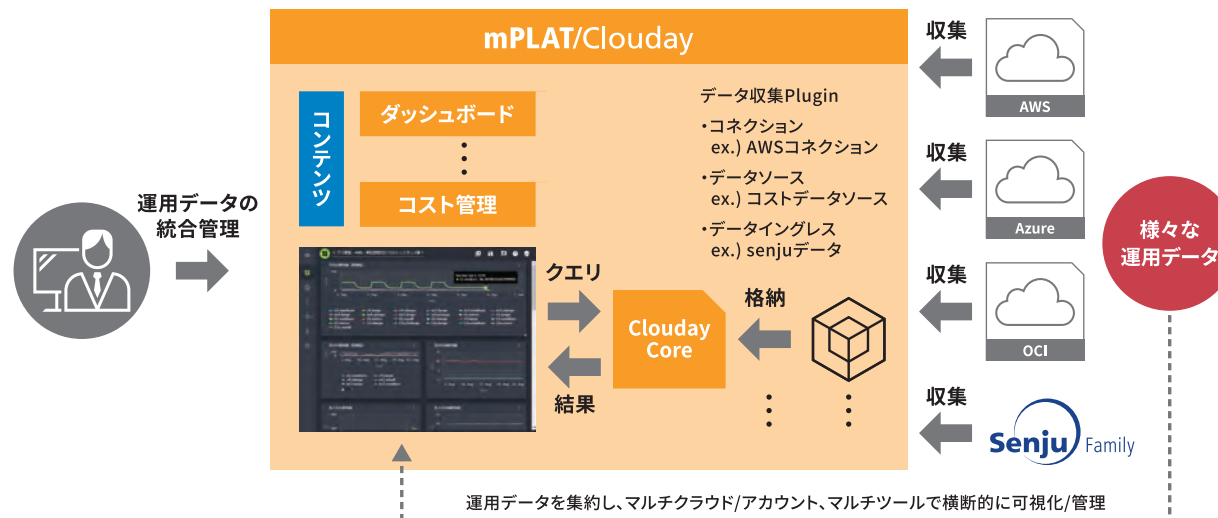 mPLAT/Clouday
コンテンツ
ダッシュボード
コスト管理
データ収集Plugin
・コネクション
ex.) AWSコネクション
・データソース
ex.) コストデータソース
・データイングレス
ex.) senjuデータ
運用データの
統合管理
クエリ
結果
Clouday
Core
格納
収集
AWS
収集
Azure
収集
OCI
収集
Senju Family
様々な
運用データ
運用データを集約し、マルチクラウド/アカウント、マルチツールで横断的に可視化/管理